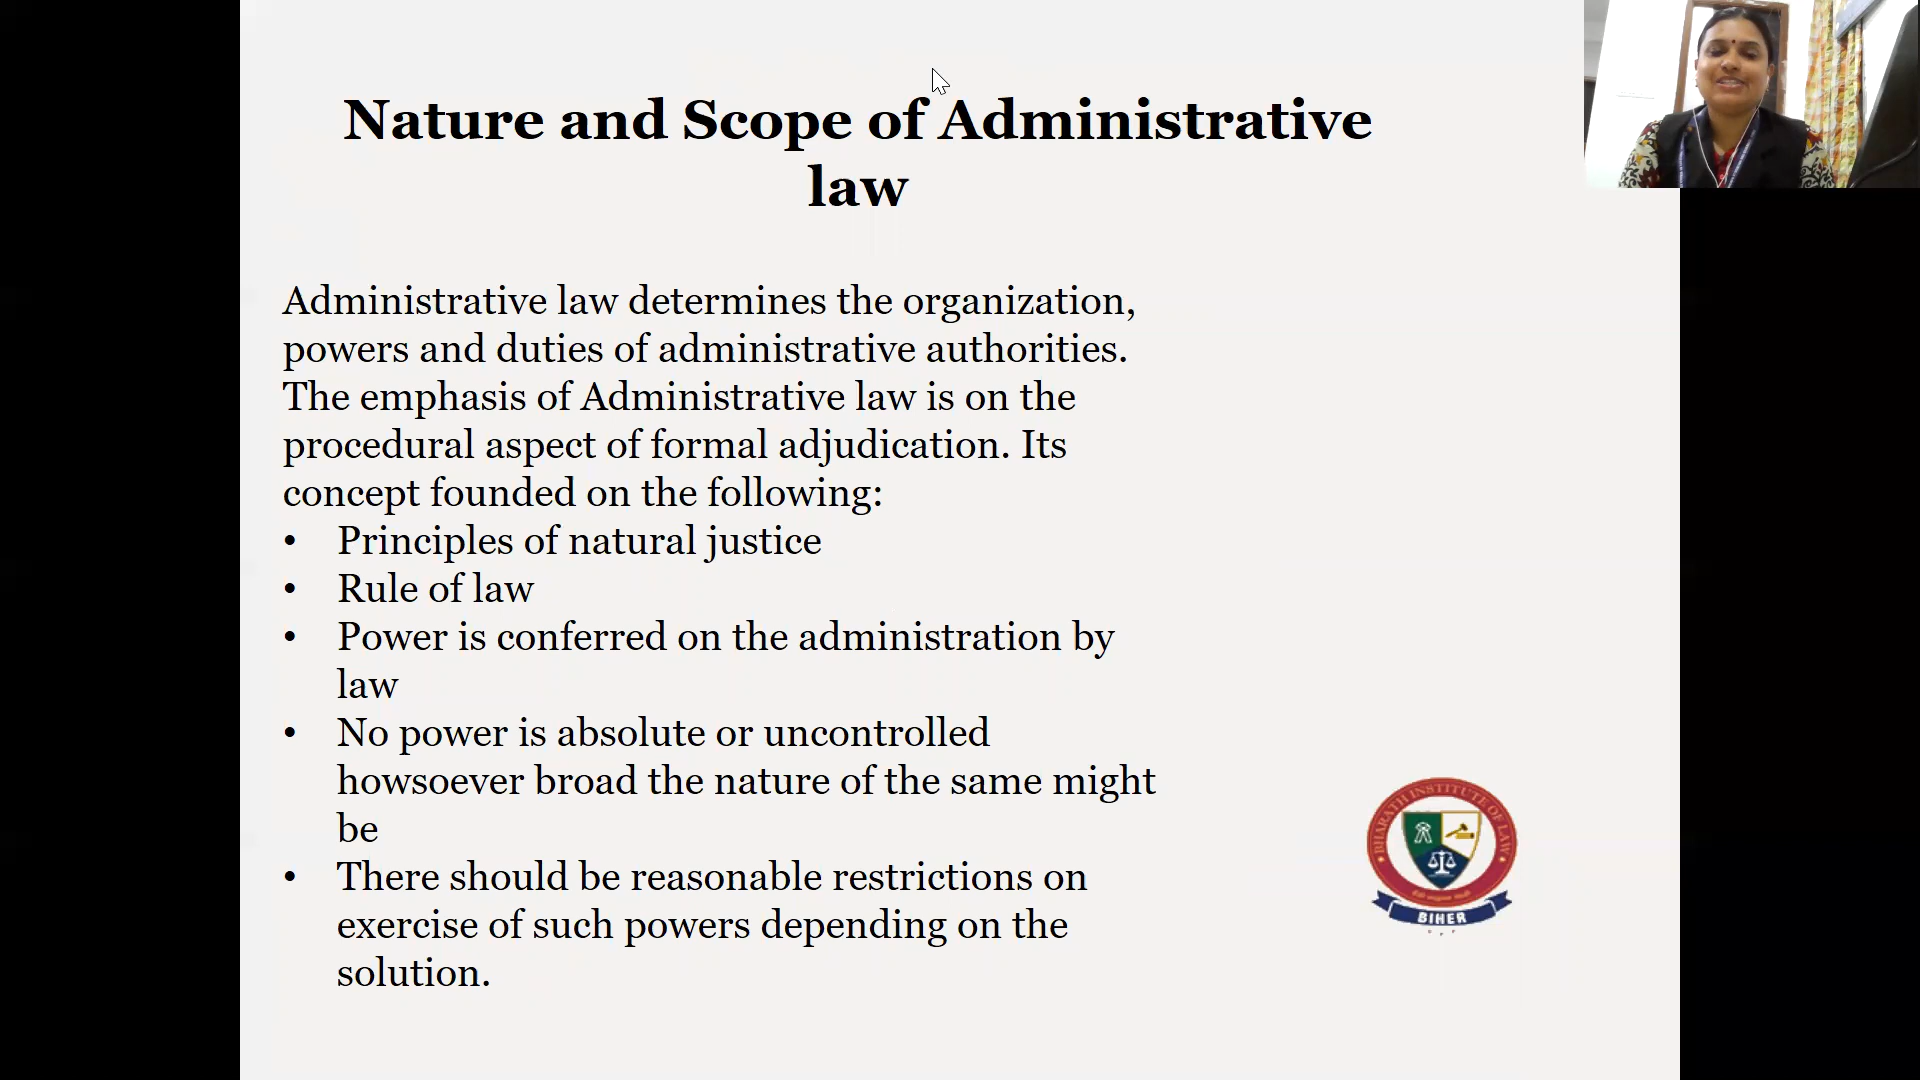 Nature and Scope of Administrative
law
Administrative law determines the organization,
powers and duties of administrative authorities.
The emphasis of Administrative law is on the
procedural aspect of formal adjudication. Its
concept founded on the following:
• Principles of natural justice
• Rule of law
• Power is conferred on the administration by
law
• No power is absolute or uncontrolled
howsoever broad the nature of the same might
be
• There should be reasonable restrictions on
exercise of such powers depending on the
solution.
BHARATH INSTITUTE OF LAW
BIHER